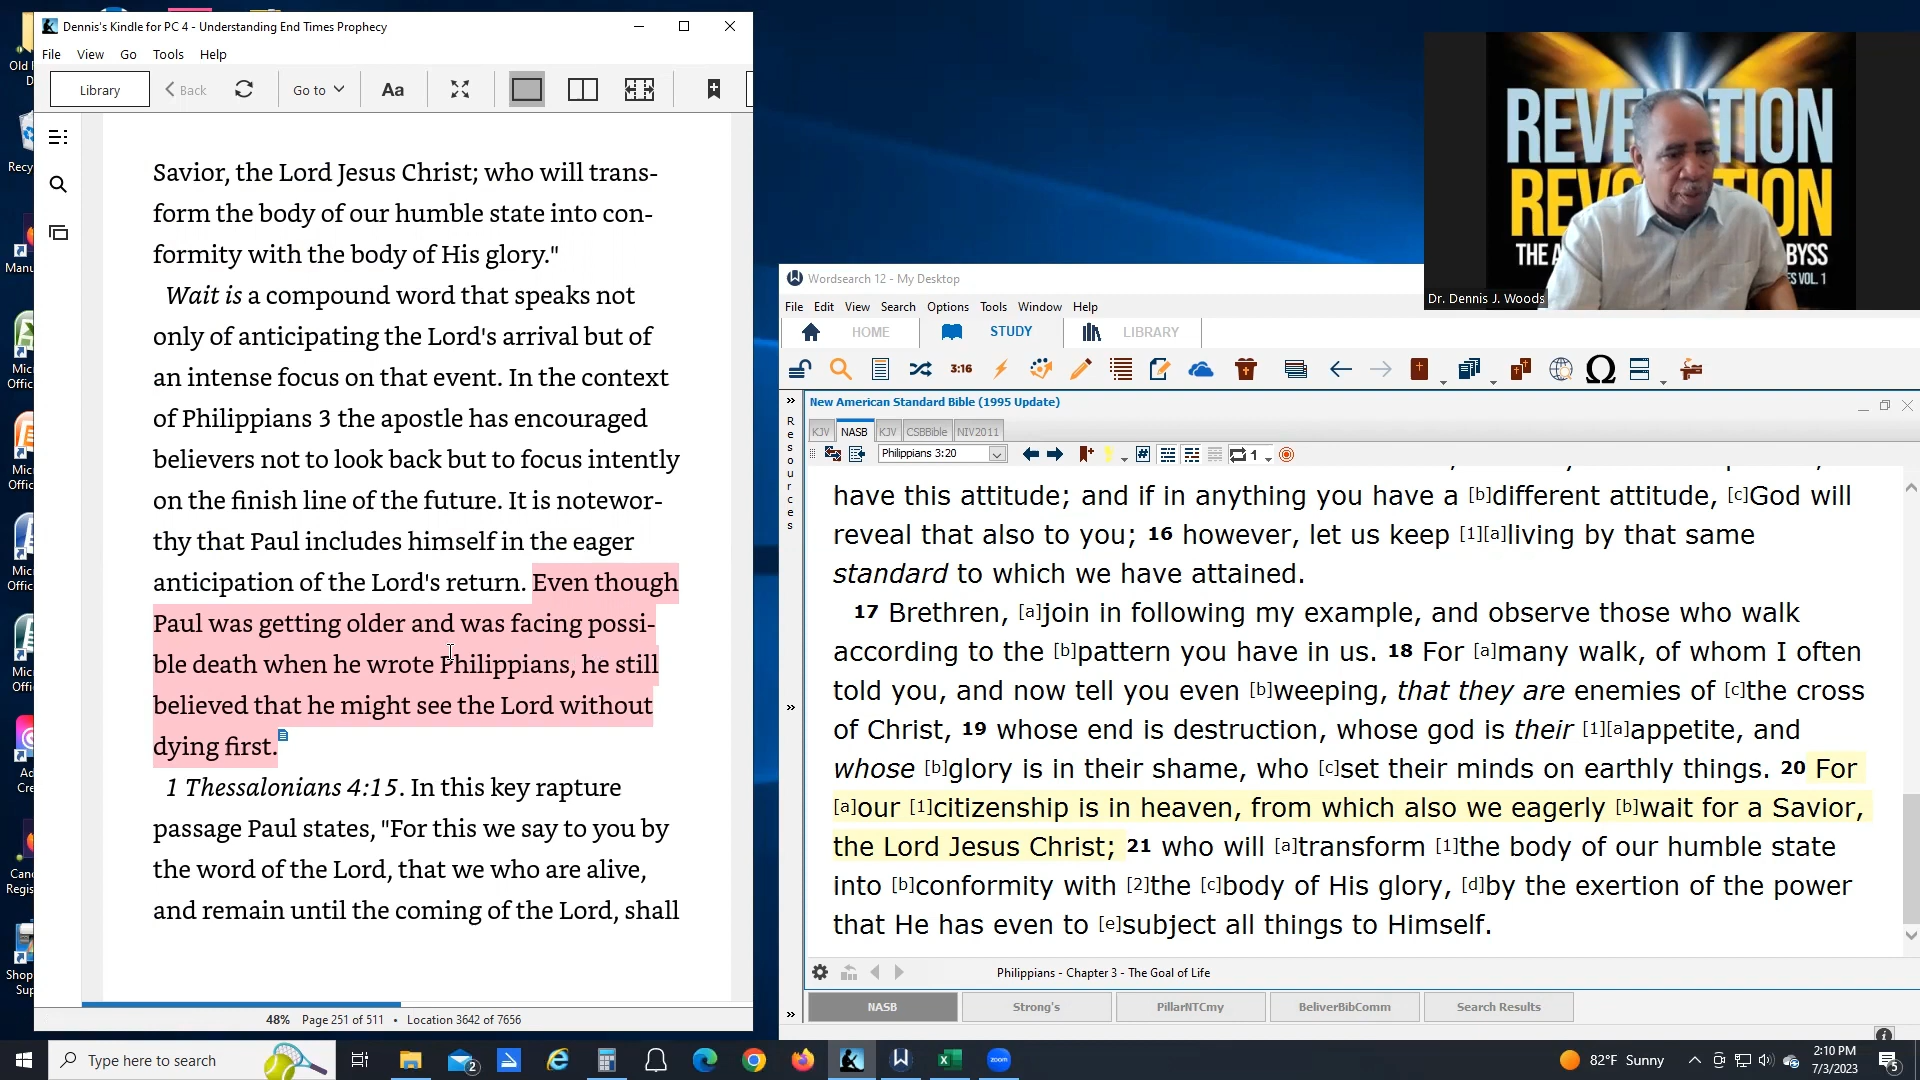 Dennis's Kindle for PC 4 - Understanding End Times Prophecy
File View Go Tools Help
Library Back Go to Aa
Savior, the Lord Jesus Christ; who will trans-
form the body of our humble state into con-
formity with the body of His glory."
Wait is a compound word that speaks not
only of anticipating the Lord's arrival but of
an intense focus on that event. In the context
of Philippians 3 the apostle has encouraged
believers not to look back but to focus intently
on the finish line of the future. It is notewor-
thy that Paul includes himself in the eager
anticipation of the Lord's return. Even though
Paul was getting older and was facing possi-
ble death when he wrote Philippians, he still
believed that he might see the Lord without
dying first.
1 Thessalonians 4:15. In this key rapture
passage Paul states, "For this we say to you by
the word of the Lord, that we who are alive,
and remain until the coming of the Lord, shall
48% Page 251 of 511 • Location 3642 of 7656
Dr. Dennis J. Woods
Wordsearch 12 - My Desktop
File Edit View Search Options Tools Window Help
HOME STUDY LIBRARY
3:16
New American Standard Bible (1995 Update)
KJV NASB KJV CSBBible NIV2011
Resources
Philippians 3:20
1
have this attitude; and if in anything you have a [b]different attitude, [c]God will
reveal that also to you; 16 however, let us keep [1][a]living by that same
standard to which we have attained.
17 Brethren, [a]join in following my example, and observe those who walk
according to the [b]pattern you have in us. 18 For [a]many walk, of whom I often
told you, and now tell you even [b]weeping, that they are enemies of [c]the cross
of Christ, 19 whose end is destruction, whose god is their [1][a]appetite, and
whose [b]glory is in their shame, who [c]set their minds on earthly things. 20 For
[a]our [1]citizenship is in heaven, from which also we eagerly [b]wait for a Savior,
the Lord Jesus Christ; 21 who will [a]transform [1]the body of our humble state
into [b]conformity with [2]the [c]body of His glory, [d]by the exertion of the power
that He has even to [e]subject all things to Himself.
Philippians - Chapter 3 - The Goal of Life
NASB Strong's PillarNTCmy BeliverBibComm Search Results
Type here to search
2
82°F Sunny
2:10 PM
7/3/2023
5